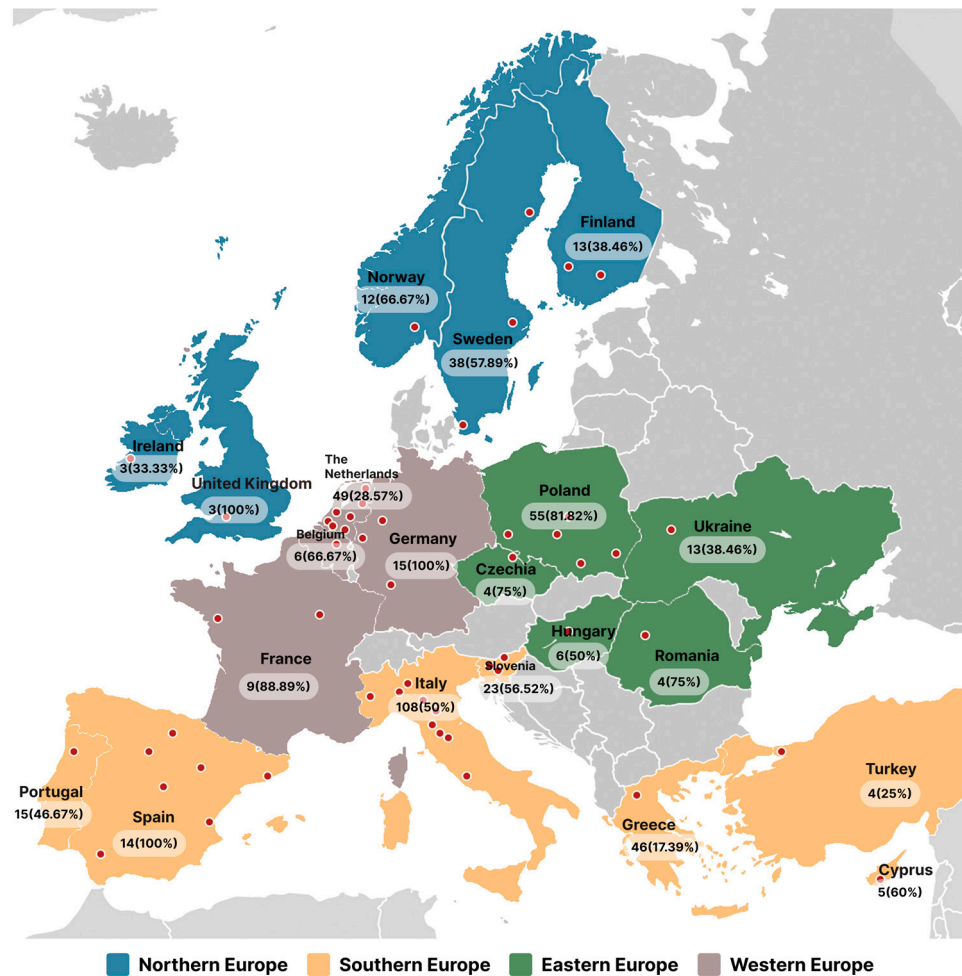 Finland
13(38.46%)
Norway
12(66.67%)
Sweden
38(57.89%)
Ireland
3(33.33%)
United Kingdom
3(100%)
The
Netherlands
49(28.57%)
Belgium
6(66.67%)
Germany
15(100%)
Poland
55(81.82%)
Ukraine
13(38.46%)
Czechia
4(75%)
Hungary
6(50%)
Romania
4(75%)
France
9(88.89%)
Slovenia
23(56.52%)
Italy
108(50%)
Portugal
15(46.67%)
Spain
14(100%)
Greece
46(17.39%)
Turkey
4(25%)
Cyprus
5(60%)
Northern Europe
Southern Europe
Eastern Europe
Western Europe